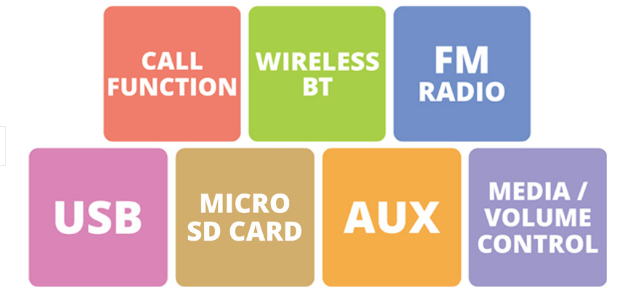 CALL
FUNCTION
WIRELESS
BT
FM
RADIO
USB
MICRO
SD CARD
AUX
MEDIA /
VOLUME
CONTROL